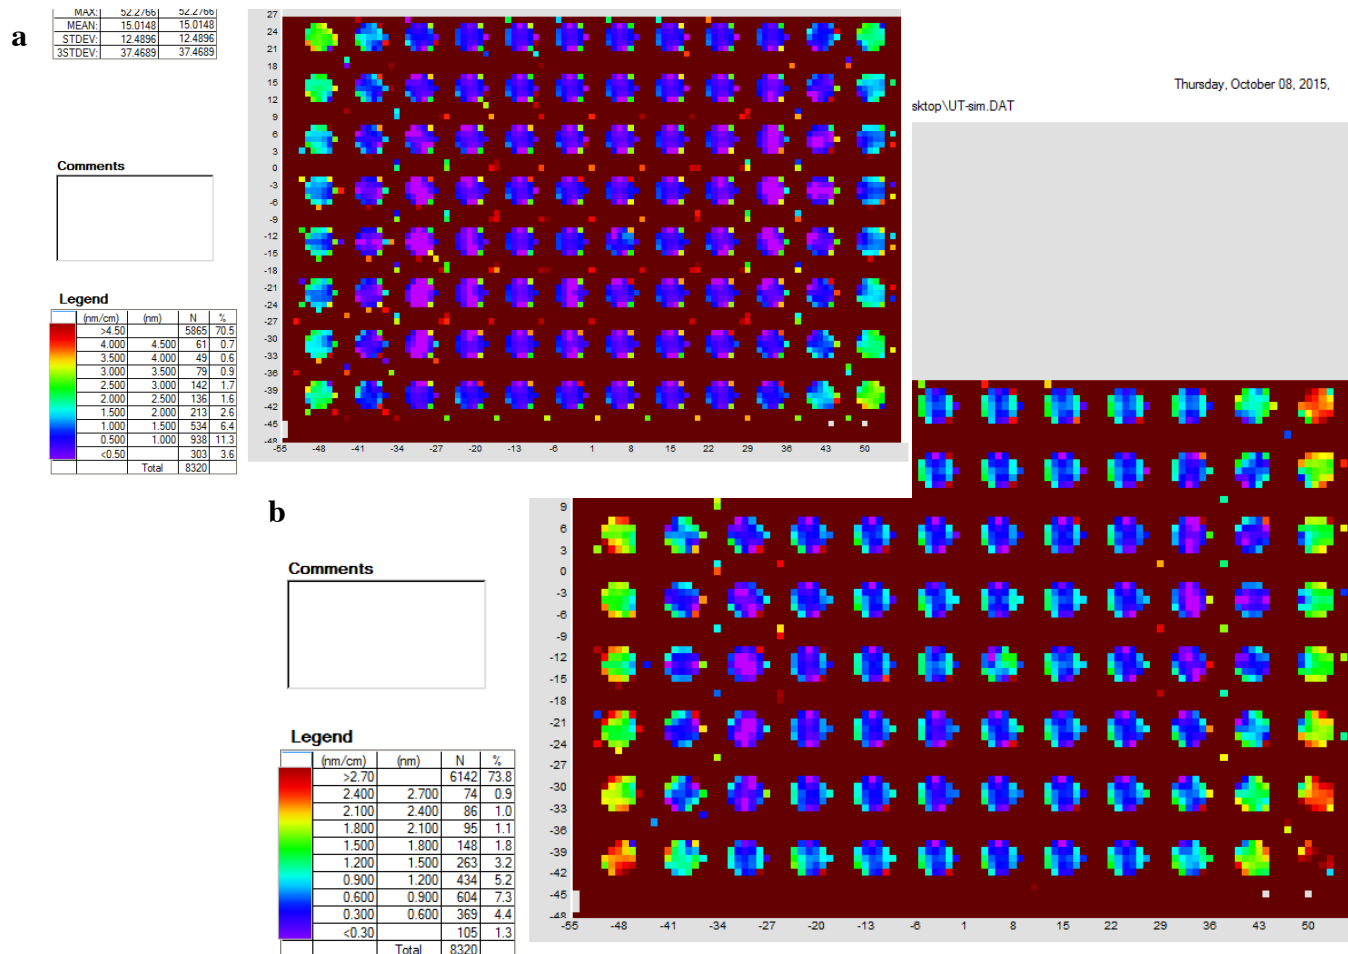 a
MAX: 52.2766 52.2766
MEAN: 15.0148 15.0148
STDEV: 12.4896 12.4896
3STDEV: 37.4689 37.4689
Comments
Legend
(nm/cm) (nm) N %
>4.50 5865 70.5
4.000 4.500 61 0.7
3.500 4.000 49 0.6
3.000 3.500 79 0.9
2.500 3.000 142 1.7
2.000 2.500 136 1.6
1.500 2.000 213 2.6
1.000 1.500 534 6.4
0.500 1.000 938 11.3
<0.50 303 3.6
Total 8320
27
24
21
18
15
12
9
6
3
0
-3
-6
-9
-12
-15
-18
-21
-24
-27
-30
-33
-36
-39
-42
-45
-48
-55 -48 -41 -34 -27 -20 -13 -6 1 8 15 22 29 36 43 50
Thursday, October 08, 2015,
sktop\UT-sim.DAT
b
Comments
Legend
(nm/cm) (nm) N %
>2.70 6142 73.8
2.400 2.700 74 0.9
2.100 2.400 86 1.0
1.800 2.100 95 1.1
1.500 1.800 148 1.8
1.200 1.500 263 3.2
0.900 1.200 434 5.2
0.600 0.900 604 7.3
0.300 0.600 369 4.4
<0.30 105 1.3
Total 8320
9
6
3
0
-3
-6
-9
-12
-15
-18
-21
-24
-27
-30
-33
-36
-39
-42
-45
-48
-55 -48 -41 -34 -27 -20 -13 -6 1 8 15 22 29 36 43 50